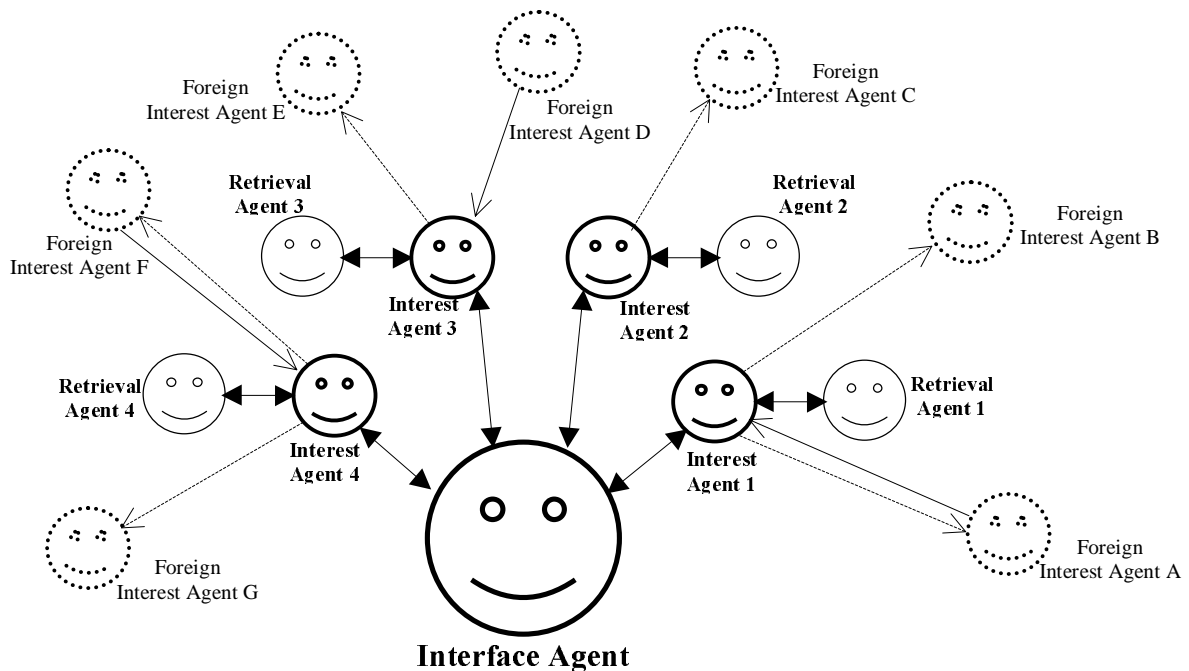 Foreign
Interest Agent E
Foreign
Interest Agent D
Foreign
Interest Agent C
Retrieval
Agent 3
Retrieval
Agent 2
Foreign
Interest Agent F
Foreign
Interest Agent B
Interest
Agent 3
Interest
Agent 2
Retrieval
Agent 4
Retrieval
Agent 1
Interest
Agent 4
Interest
Agent 1
Foreign
Interest Agent G
Foreign
Interest Agent A
Interface Agent